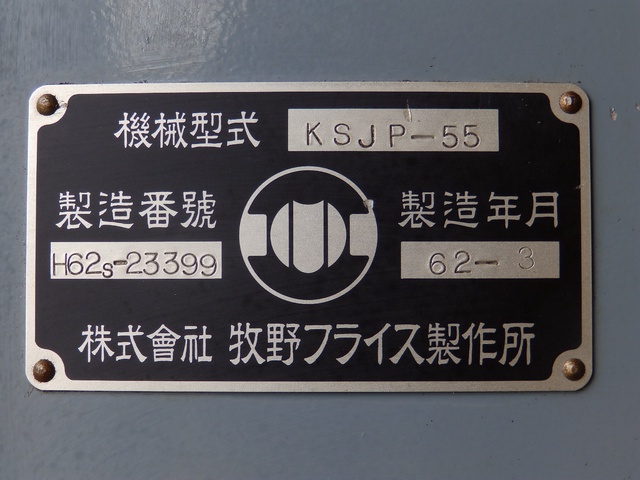 機械型式 KSJP-55
製造番號 製造年月
H62s-23399 62-3
株式會社 牧野フライス製作所